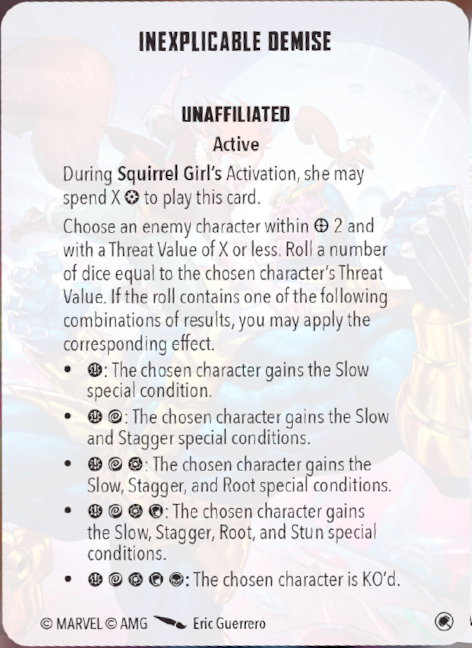 INEXPLICABLE DEMISE
UNAFFILIATED
Active
During Squirrel Girl's Activation, she may
spend X to play this card.
Choose an enemy character within 2 and
with a Threat Value of X or less. Roll a number
of dice equal to the chosen character's Threat
Value. If the roll contains one of the following
combinations of results, you may apply the
corresponding effect.
• : The chosen character gains the Slow
special condition.
• : The chosen character gains the Slow
and Stagger special conditions.
• : The chosen character gains the
Slow, Stagger, and Root special conditions.
• : The chosen character gains
the Slow, Stagger, Root, and Stun special
conditions.
• : The chosen character is KO'd.
© MARVEL © AMG Eric Guerrero